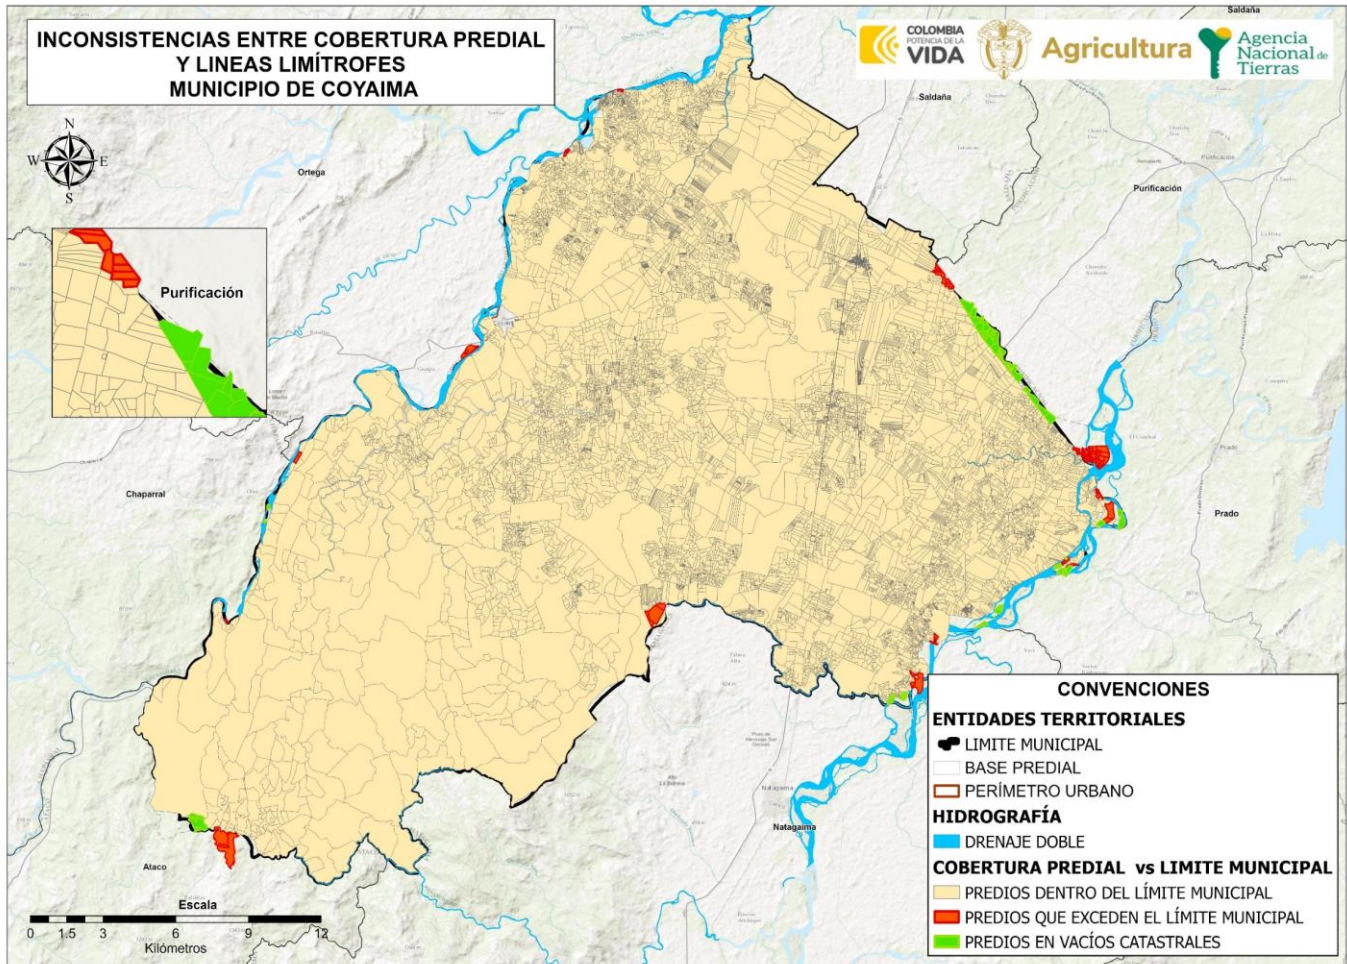 INCONSISTENCIAS ENTRE COBERTURA PREDIAL
Y LINEAS LIMÍTROFES
MUNICIPIO DE COYAIMA
COLOMBIA
POTENCIA DE LA
VIDA
Agricultura
Agencia
Nacional de
Tierras
Saldaña
Saldaña
N
W E
S
Ortega
Purificación
Purificación
Purificación
Chaparral
Prado
Prado
Natagaima
Natagaima
Ataco
Escala
0 1.5 3 6 9 12
Kilómetros
CONVENCIONES
ENTIDADES TERRITORIALES
LIMITE MUNICIPAL
BASE PREDIAL
PERÍMETRO URBANO
HIDROGRAFÍA
DRENAJE DOBLE
COBERTURA PREDIAL vs LIMITE MUNICIPAL
PREDIOS DENTRO DEL LÍMITE MUNICIPAL
PREDIOS QUE EXCEDEN EL LÍMITE MUNICIPAL
PREDIOS EN VACÍOS CATASTRALES